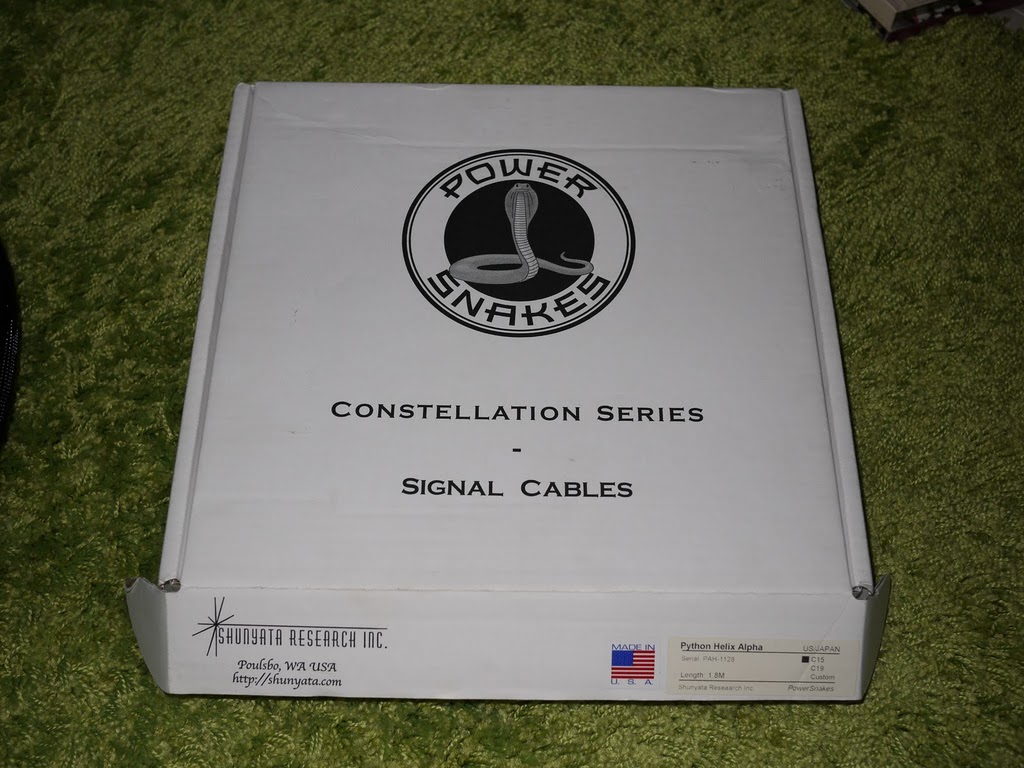 POWER
SNAKES
CONSTELLATION SERIES
-
SIGNAL CABLES
SHUNYATA RESEARCH INC.
Poulsbo, WA USA
http://shunyata.com
MADE IN
U.S.A.
Python Helix Alpha US/JAPAN
Serial: PAH-1129 C15
C19
Length: 1.8M Custom
Shunyata Research Inc. PowerSnakes